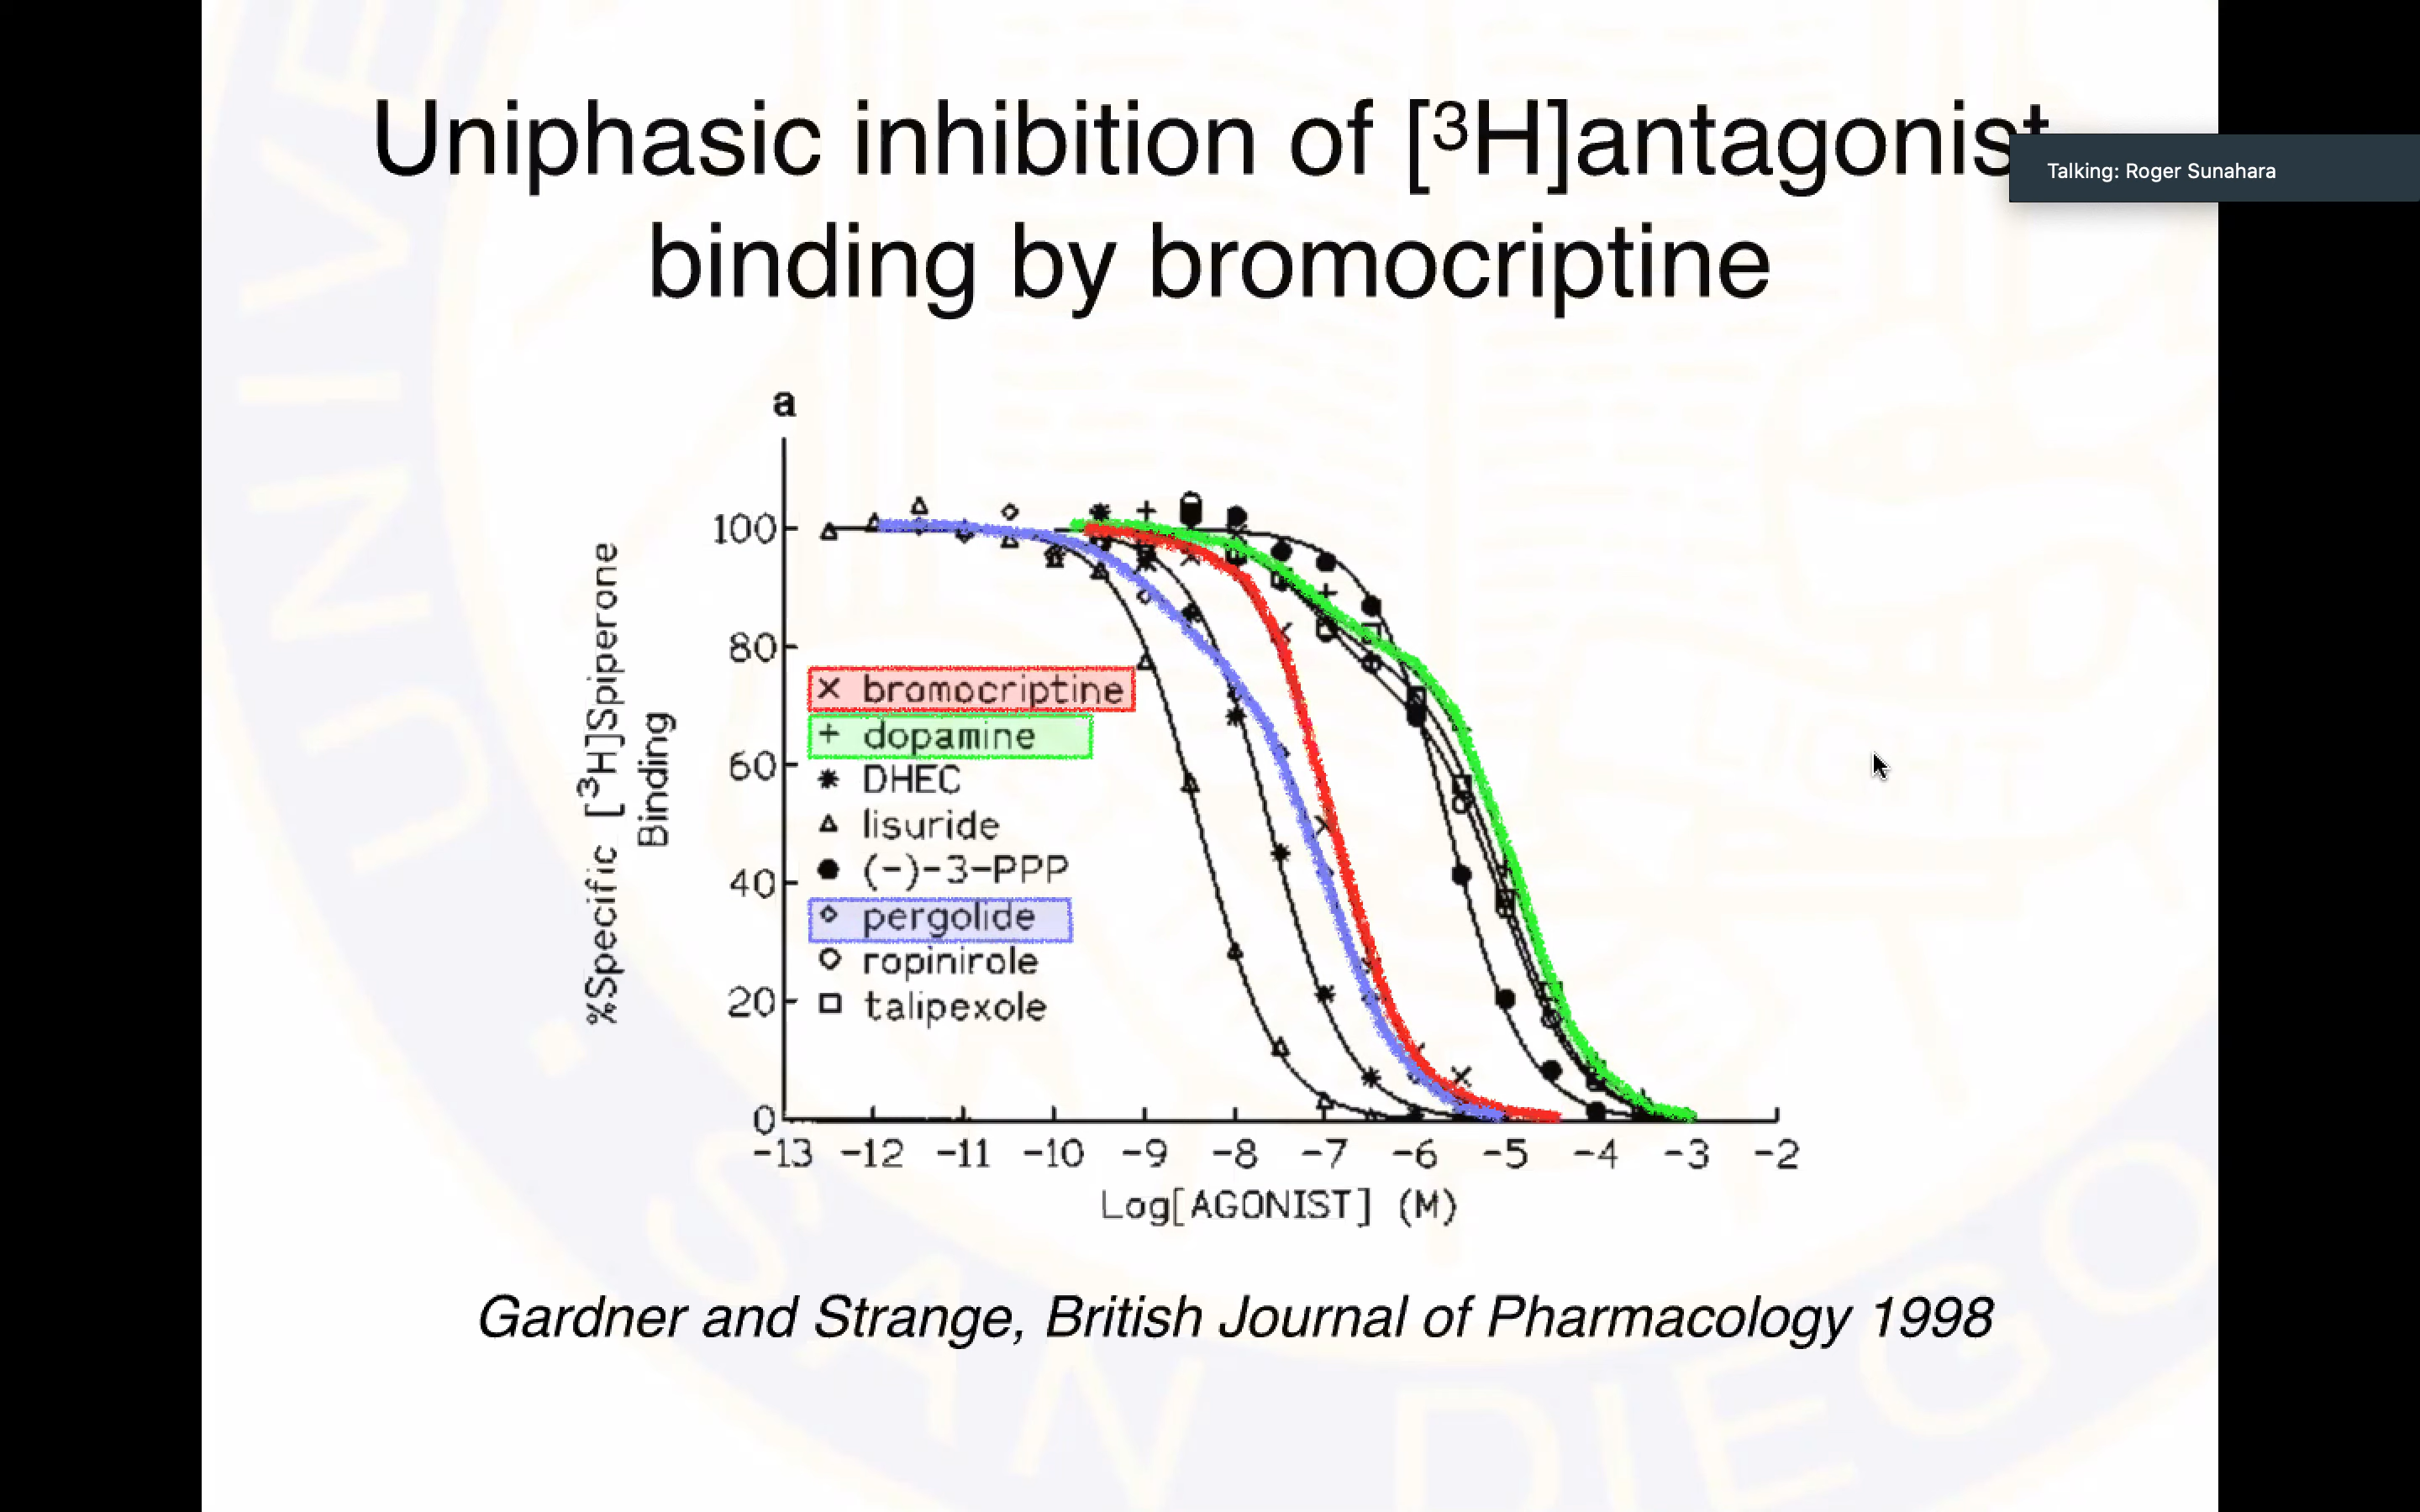 Uniphasic inhibition of [³H]antagonist
Talking: Roger Sunahara
binding by bromocriptine
a
%Specific [³H]Spiperone
Binding
100
80
60
40
20
0
bromocriptine
dopamine
DHEC
lisuride
(-)-3-PPP
pergolide
ropinirole
talipexole
-13 -12 -11 -10 -9 -8 -7 -6 -5 -4 -3 -2
Log[AGONIST] (M)
Gardner and Strange, British Journal of Pharmacology 1998
SAN DIEGO